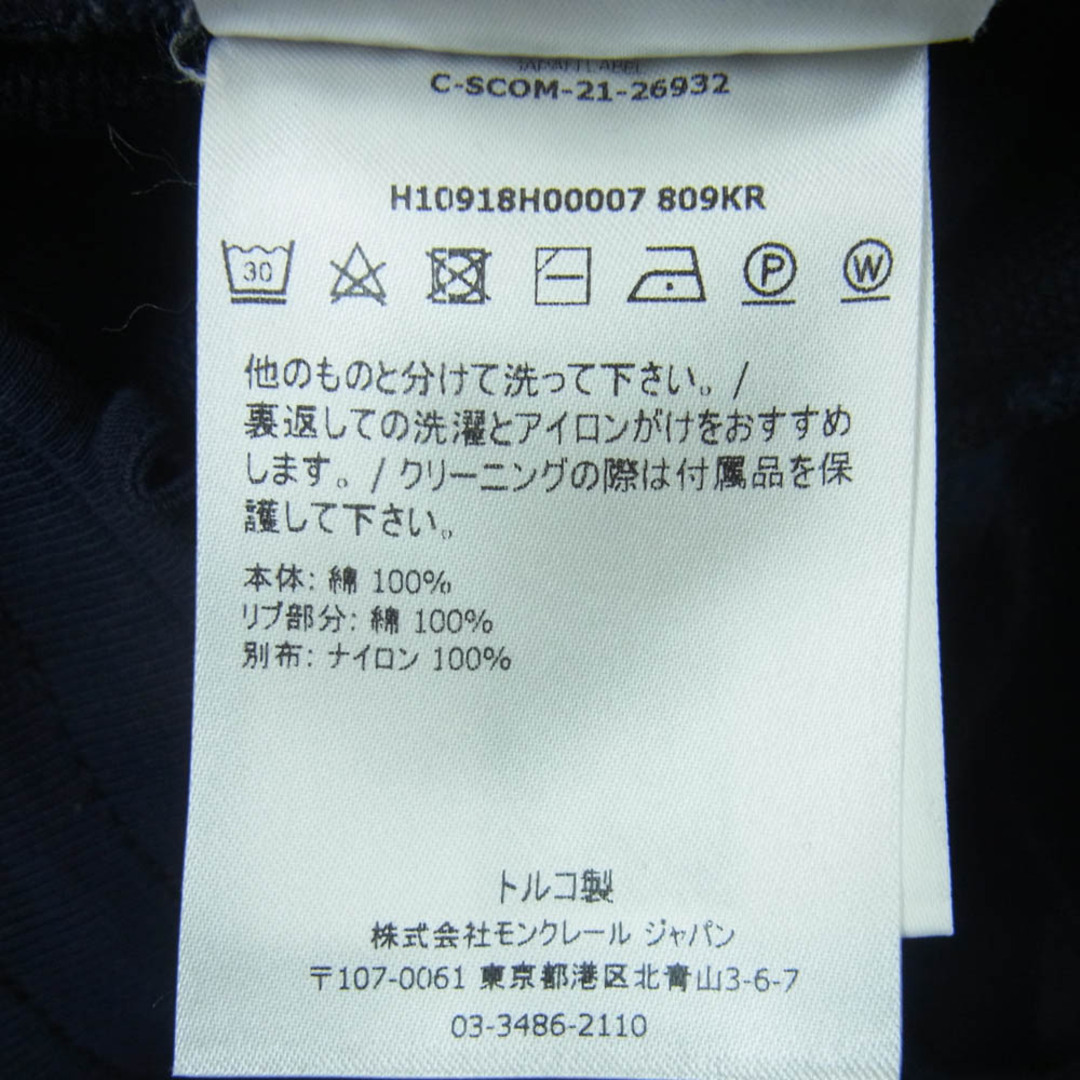 JAPAN LABEL
C-SCOM-21-26932
H10918H00007 809KR
30 P W
他のものと分けて洗って下さい。/
裏返しての洗濯とアイロンがけをおすすめ
します。/ クリーニングの際は付属品を保
護して下さい。
本体: 綿 100%
リブ部分: 綿 100%
別布: ナイロン 100%
トルコ製
株式会社モンクレール ジャパン
〒107-0061 東京都港区北青山3-6-7
03-3486-2110